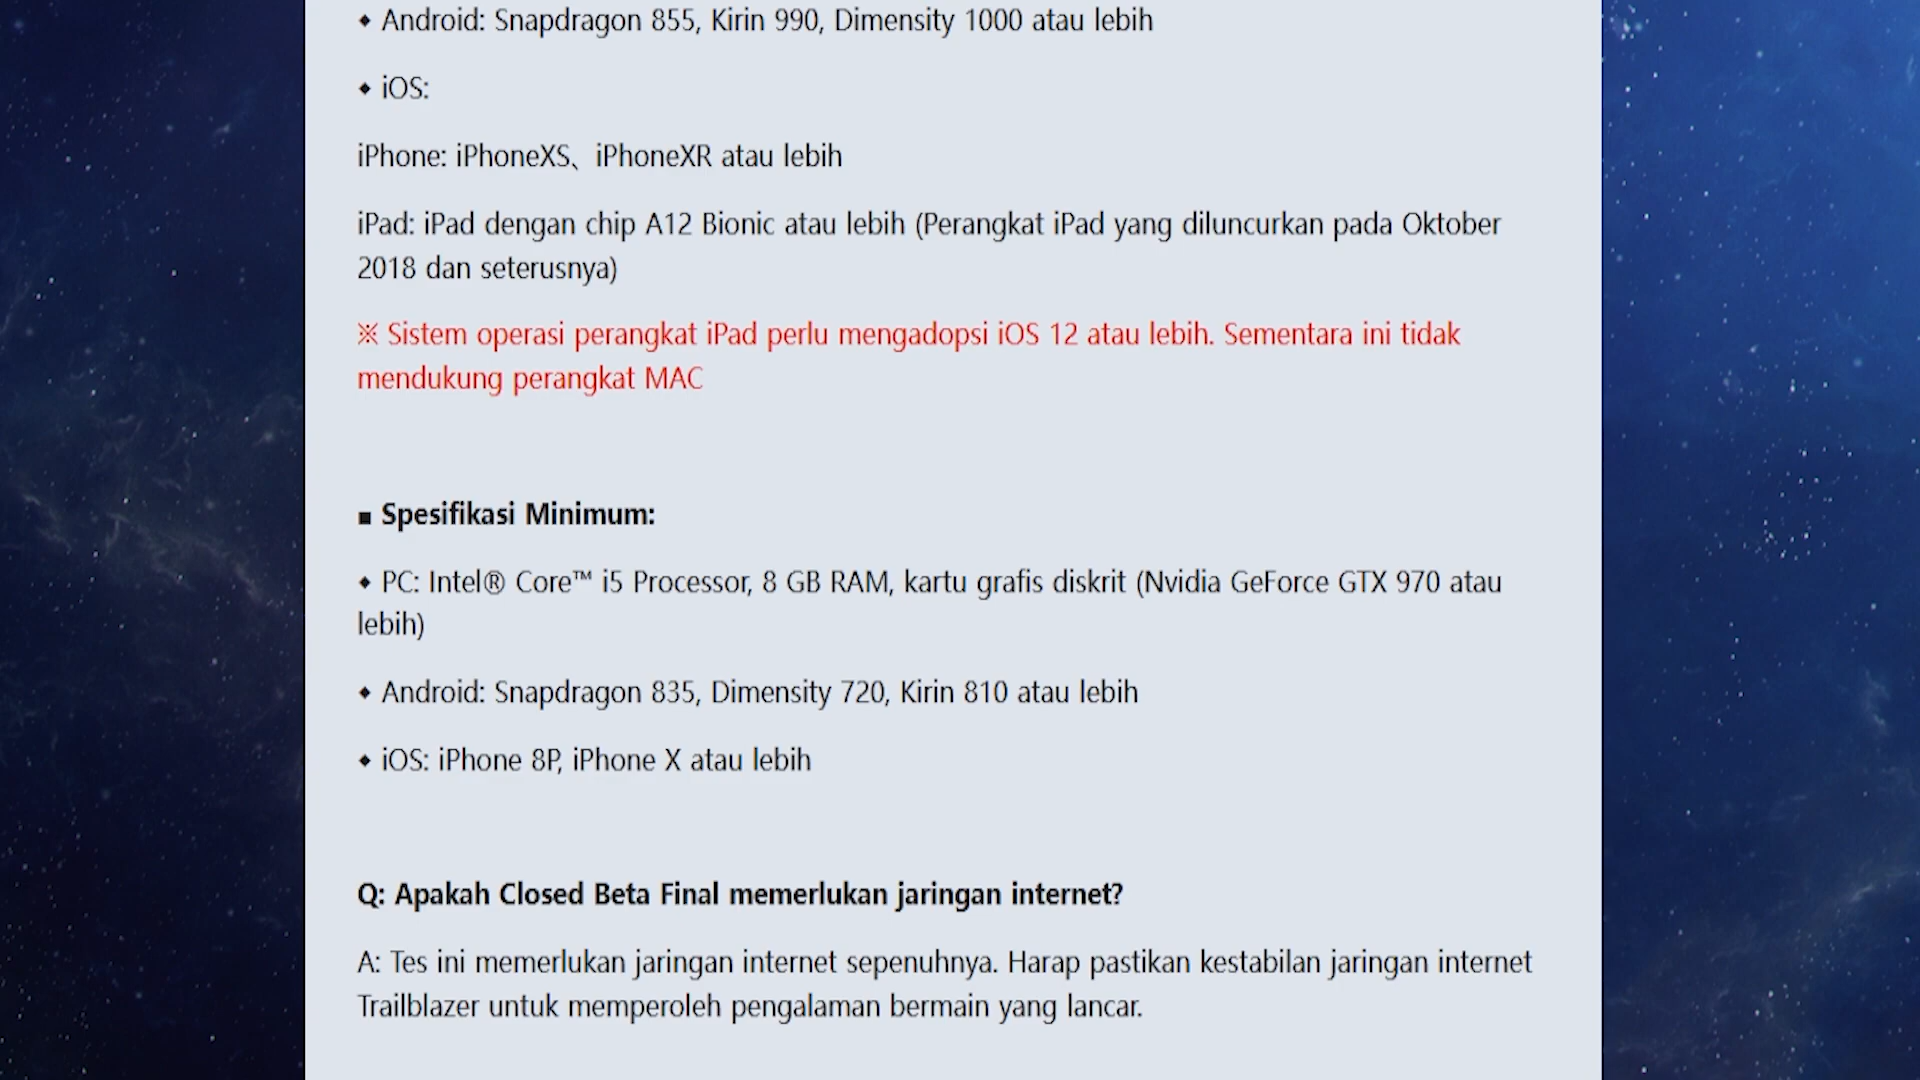 ◆ Android: Snapdragon 855, Kirin 990, Dimensity 1000 atau lebih
◆ iOS:
iPhone: iPhoneXS、iPhoneXR atau lebih
iPad: iPad dengan chip A12 Bionic atau lebih (Perangkat iPad yang diluncurkan pada Oktober
2018 dan seterusnya)
※ Sistem operasi perangkat iPad perlu mengadopsi iOS 12 atau lebih. Sementara ini tidak
mendukung perangkat MAC
■ Spesifikasi Minimum:
◆ PC: Intel® Core™ i5 Processor, 8 GB RAM, kartu grafis diskrit (Nvidia GeForce GTX 970 atau
lebih)
◆ Android: Snapdragon 835, Dimensity 720, Kirin 810 atau lebih
◆ iOS: iPhone 8P, iPhone X atau lebih
Q: Apakah Closed Beta Final memerlukan jaringan internet?
A: Tes ini memerlukan jaringan internet sepenuhnya. Harap pastikan kestabilan jaringan internet
Trailblazer untuk memperoleh pengalaman bermain yang lancar.